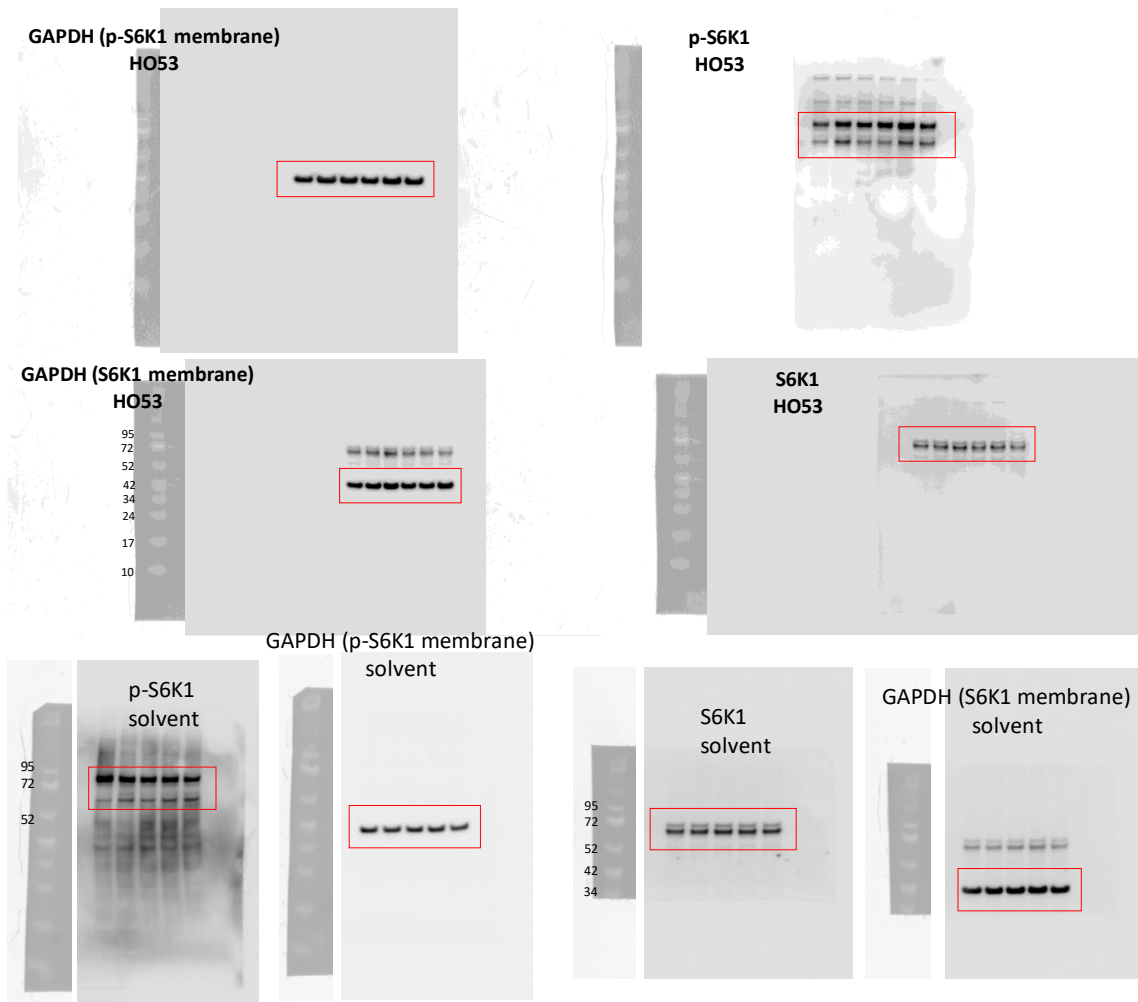 GAPDH (p-S6K1 membrane)
HO53
p-S6K1
HO53
GAPDH (S6K1 membrane)
HO53
95
72
52
42
34
24
17
10
S6K1
HO53
p-S6K1
solvent
95
72
52
GAPDH (p-S6K1 membrane)
solvent
S6K1
solvent
95
72
52
42
34
GAPDH (S6K1 membrane)
solvent